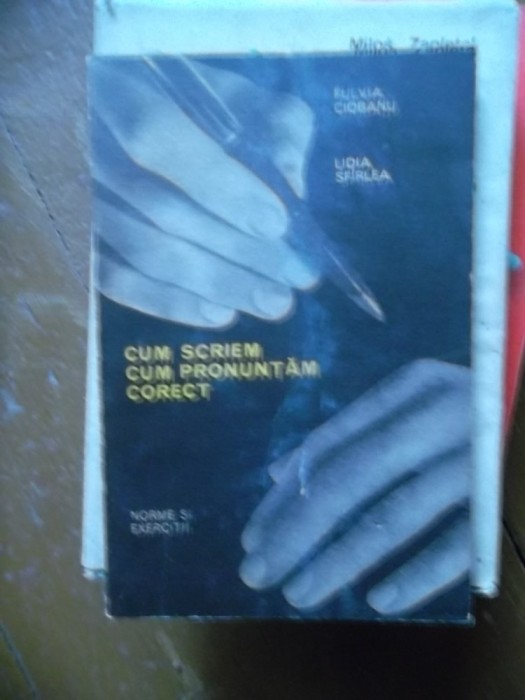 FULVIA
CIOBANU
LIDIA
SFÎRLEA
CUM SCRIEM
CUM PRONUNȚĂM
CORECT
NORME ȘI
EXERCIȚII